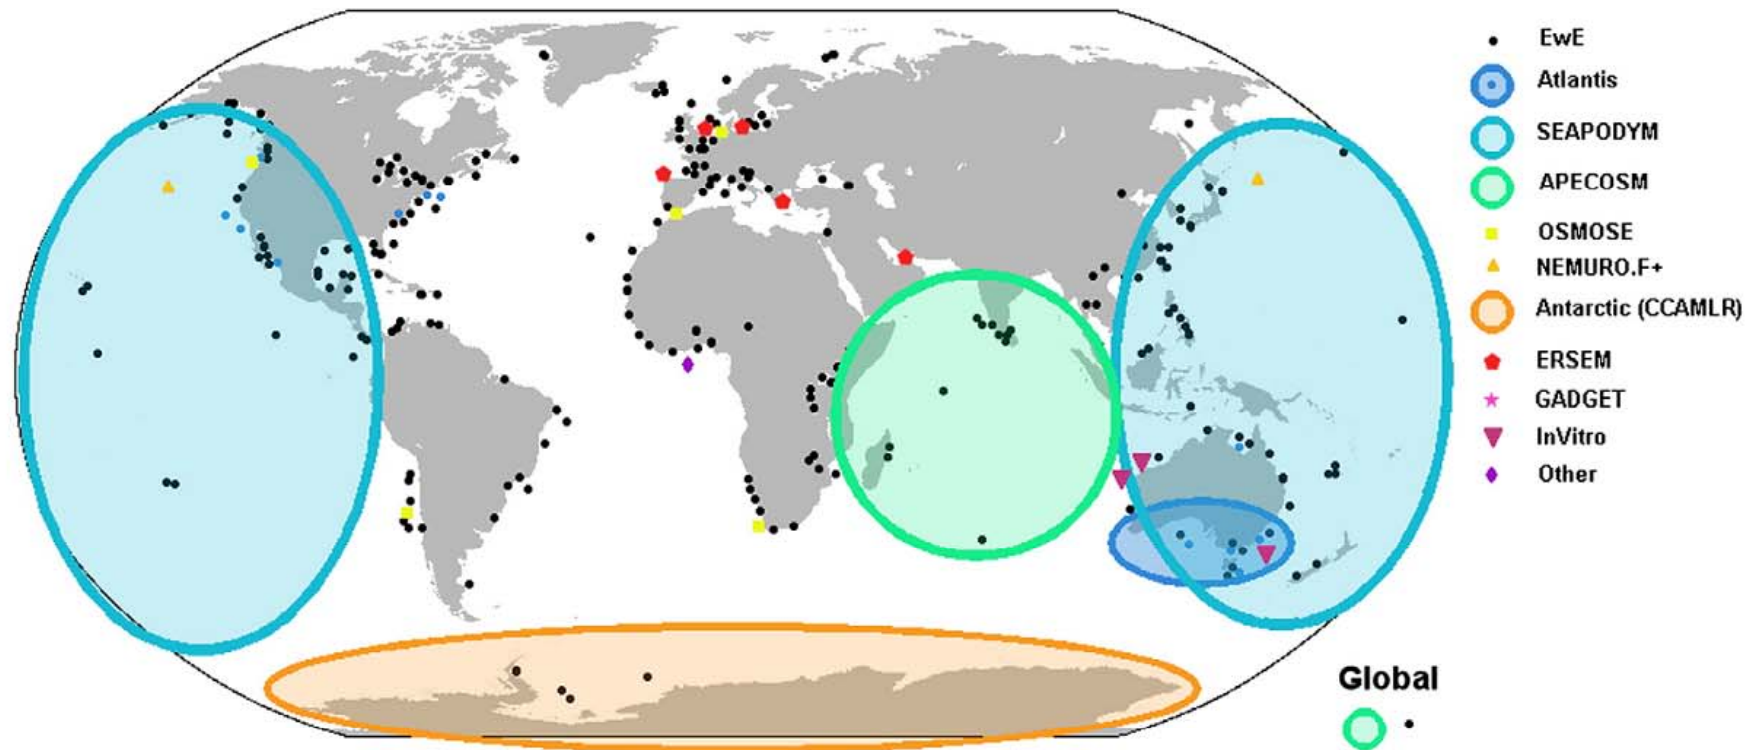 EwE
Atlantis
SEAPODYM
APECOSM
OSMOSE
NEMURO.F+
Antarctic (CCAMLR)
ERSEM
GADGET
InVitro
Other
Global